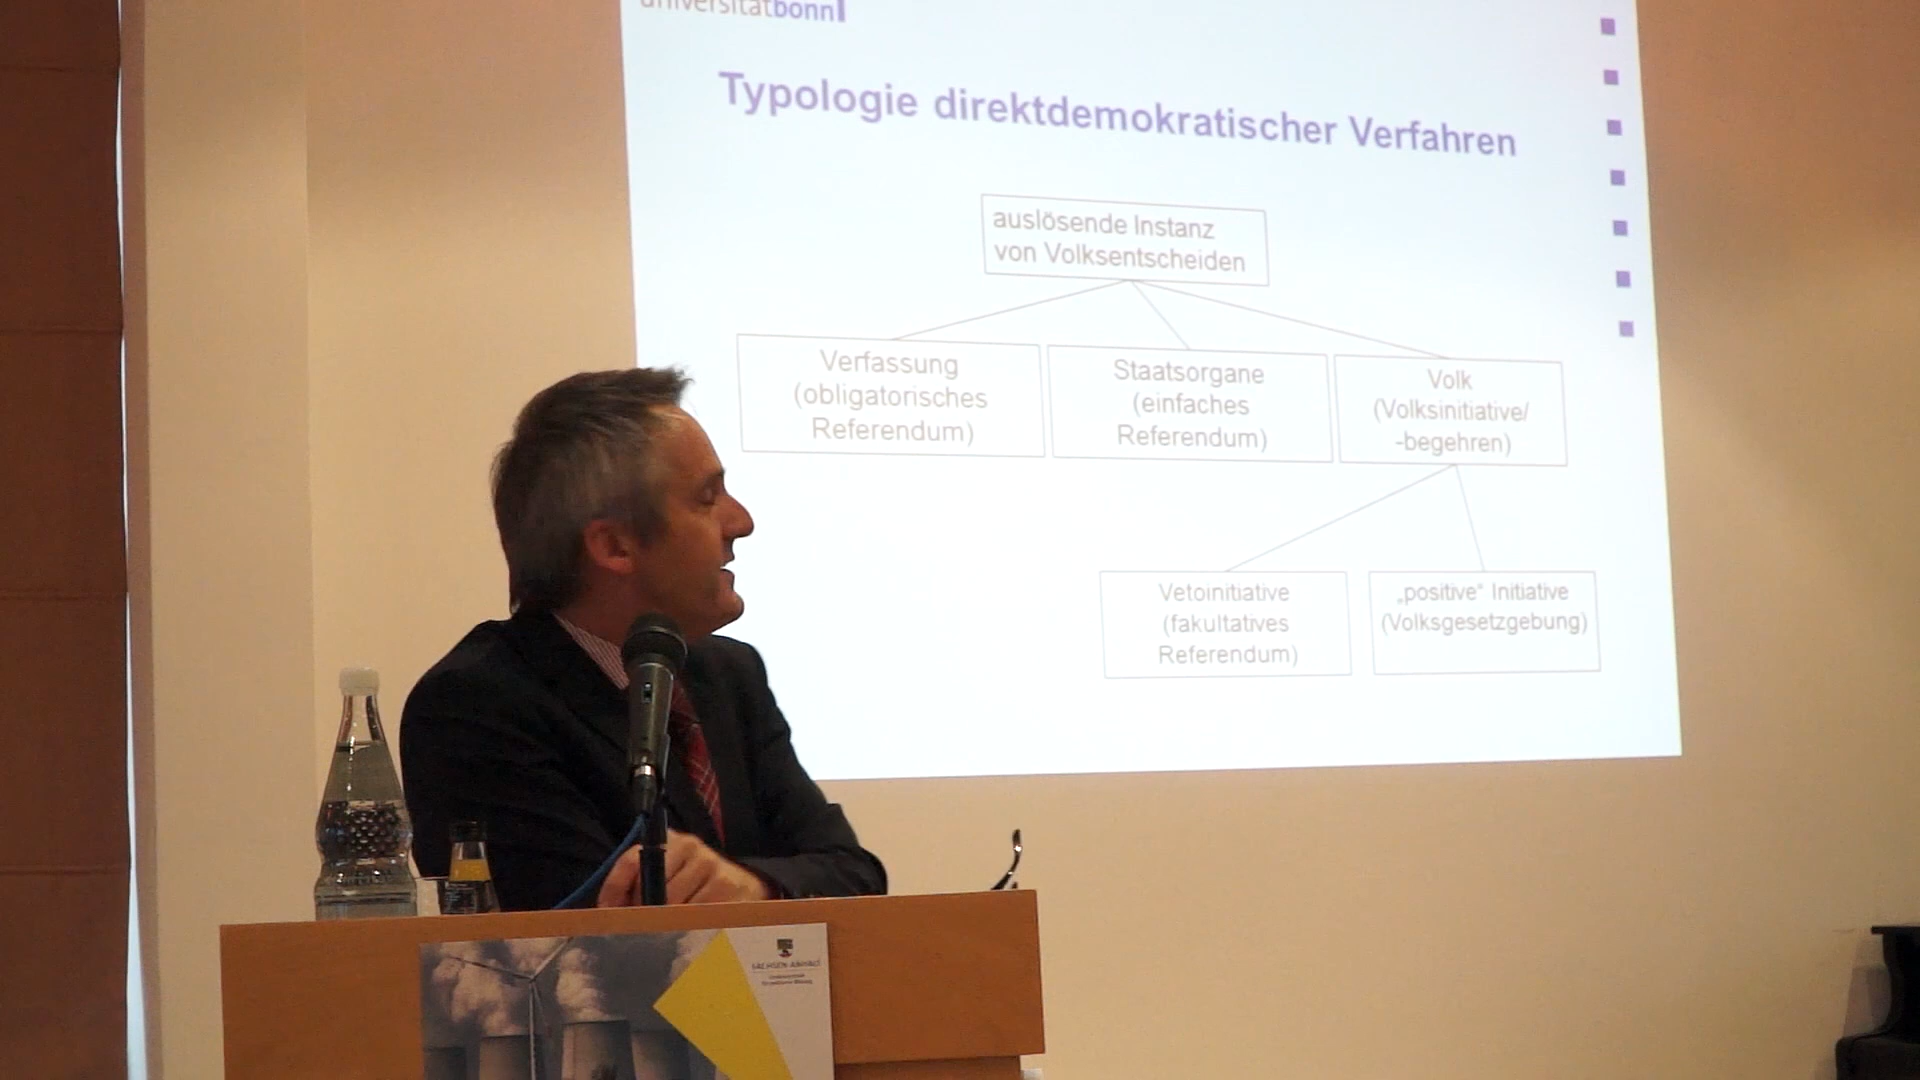 universitätbonn
Typologie direktdemokratischer Verfahren
auslösende Instanz
von Volksentscheiden
Verfassung
(obligatorisches
Referendum)
Staatsorgane
(einfaches
Referendum)
Volk
(Volksinitiative/
-begehren)
Vetoinitiative
(fakultatives
Referendum)
„positive“ Initiative
(Volksgesetzgebung)
SACHSEN-ANHALT